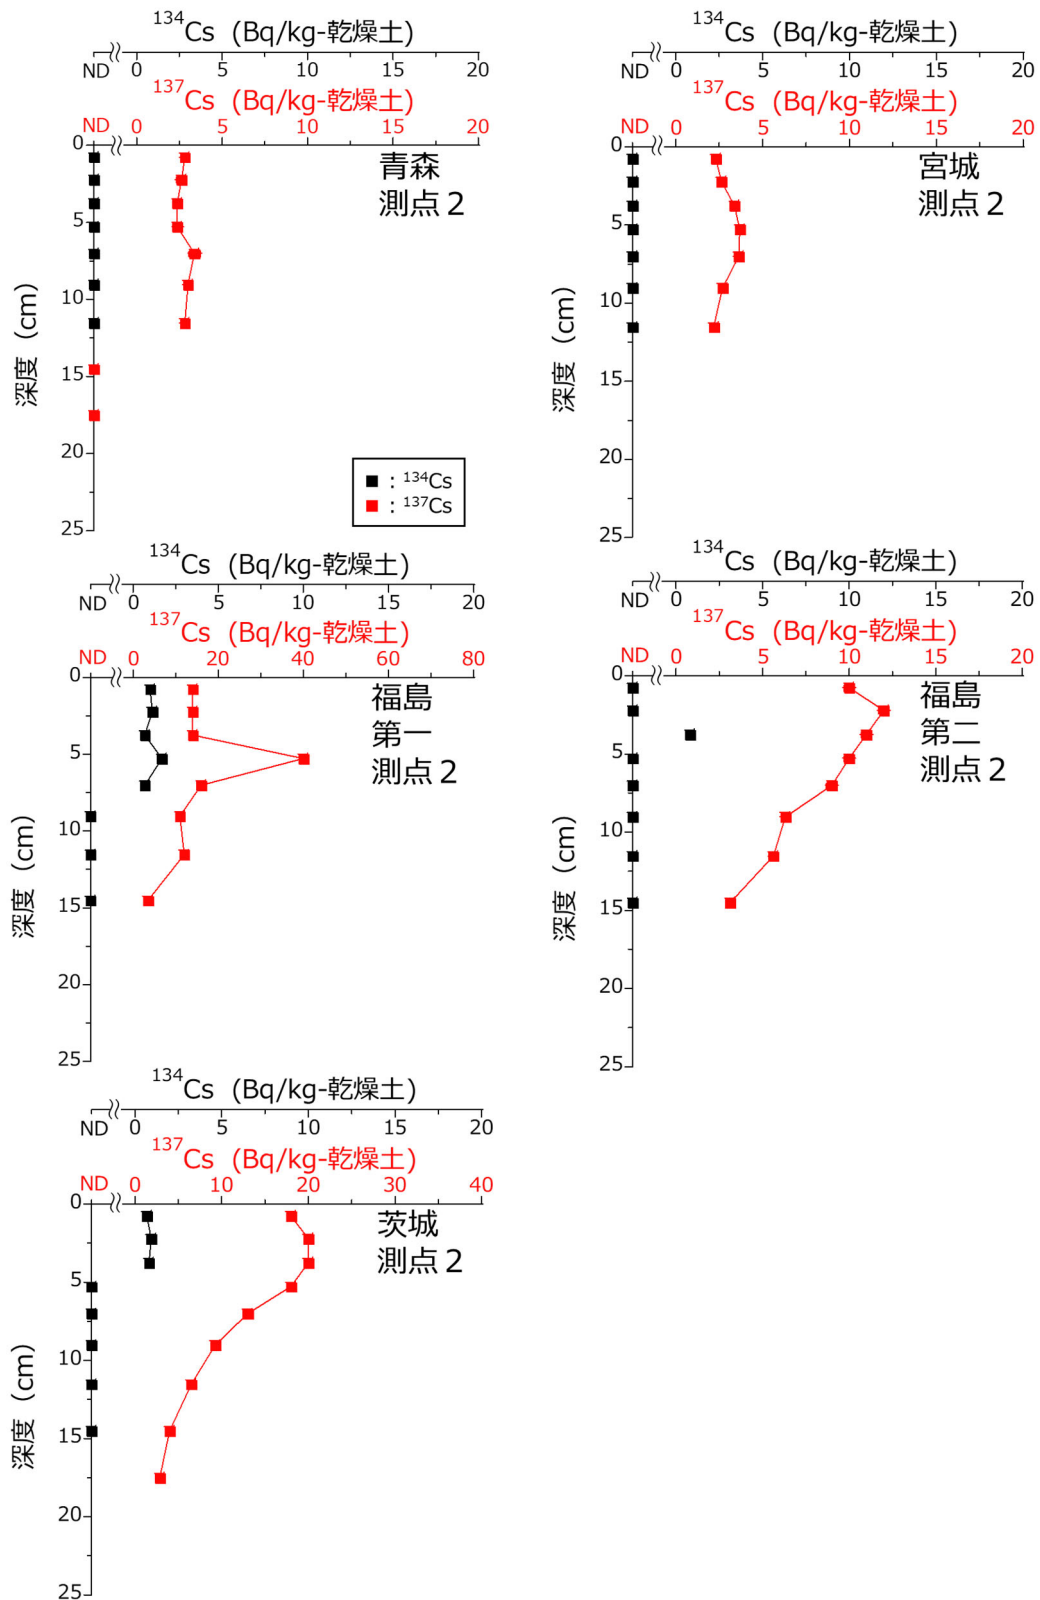 ¹³⁴Cs (Bq/kg-乾燥土)
ND 0 5 10 15 20
¹³⁷Cs (Bq/kg-乾燥土)
ND 0 5 10 15 20
青森
測点2
深度 (cm)
0
5
10
15
20
25
■ : ¹³⁴Cs
■ : ¹³⁷Cs
¹³⁴Cs (Bq/kg-乾燥土)
ND 0 5 10 15 20
¹³⁷Cs (Bq/kg-乾燥土)
ND 0 5 10 15 20
宮城
測点2
深度 (cm)
0
5
10
15
20
25
¹³⁴Cs (Bq/kg-乾燥土)
ND 0 5 10 15 20
¹³⁷Cs (Bq/kg-乾燥土)
ND 0 20 40 60 80
福島
第一
測点2
深度 (cm)
0
5
10
15
20
25
¹³⁴Cs (Bq/kg-乾燥土)
ND 0 5 10 15 20
¹³⁷Cs (Bq/kg-乾燥土)
ND 0 5 10 15 20
福島
第二
測点2
深度 (cm)
0
5
10
15
20
25
¹³⁴Cs (Bq/kg-乾燥土)
ND 0 5 10 15 20
¹³⁷Cs (Bq/kg-乾燥土)
ND 0 10 20 30 40
茨城
測点2
深度 (cm)
0
5
10
15
20
25